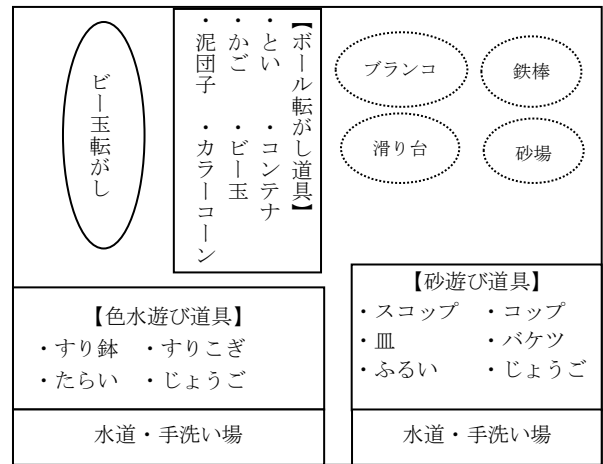 ビー玉転がし
【ボール転がし道具】
・とい　・コンテナ
・かご　・ビー玉
・泥団子　・カラーコーン
ブランコ
鉄棒
滑り台
砂場
【色水遊び道具】
・すり鉢　・すりこぎ
・たらい　・じょうご
水道・手洗い場
【砂遊び道具】
・スコップ　・コップ
・皿　・バケツ
・ふるい　・じょうご
水道・手洗い場